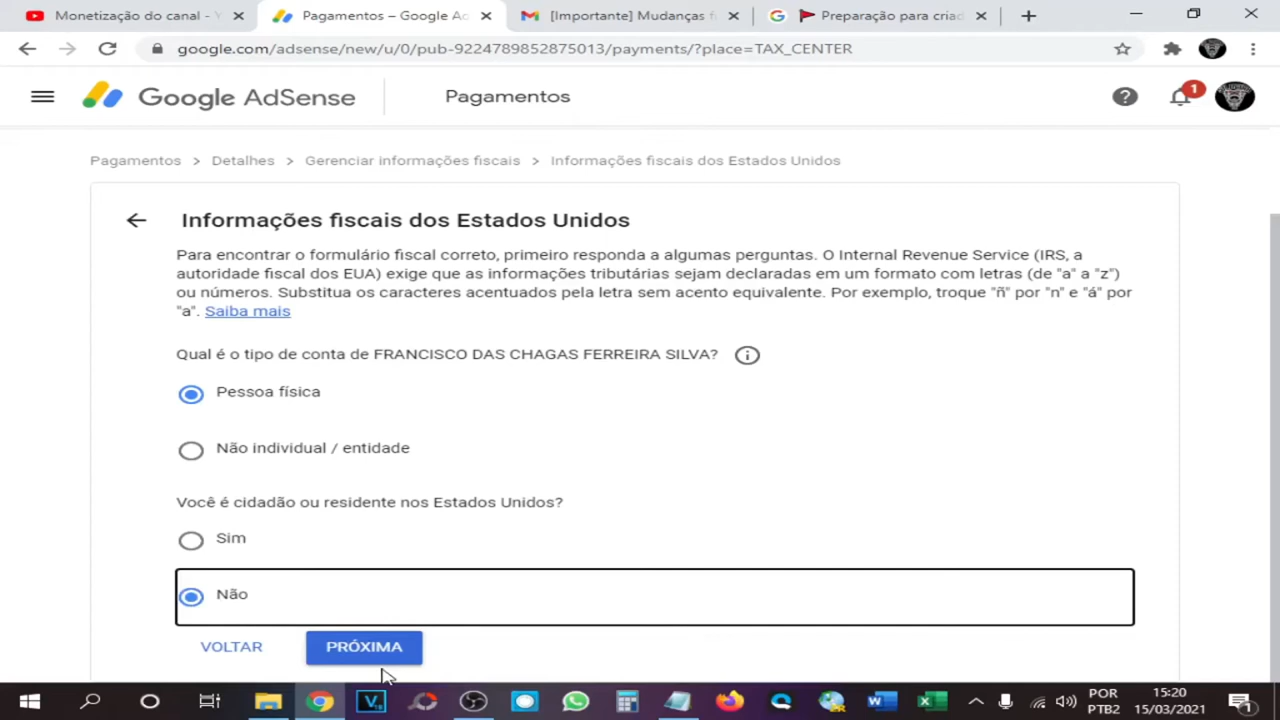 Monetização do canal - Y
Pagamentos – Google Ad
[Importante] Mudanças f
Preparação para criad
google.com/adsense/new/u/0/pub-9224789852875013/payments/?place=TAX_CENTER
Google AdSense
Pagamentos
1
Pagamentos > Detalhes > Gerenciar informações fiscais > Informações fiscais dos Estados Unidos
Informações fiscais dos Estados Unidos
Para encontrar o formulário fiscal correto, primeiro responda a algumas perguntas. O Internal Revenue Service (IRS, a
autoridade fiscal dos EUA) exige que as informações tributárias sejam declaradas em um formato com letras (de "a" a "z")
ou números. Substitua os caracteres acentuados pela letra sem acento equivalente. Por exemplo, troque "ñ" por "n" e "á" por
"a". Saiba mais
Qual é o tipo de conta de FRANCISCO DAS CHAGAS FERREIRA SILVA?
Pessoa física
Não individual / entidade
Você é cidadão ou residente nos Estados Unidos?
Sim
Não
VOLTAR
PRÓXIMA
POR
PTB2
15:20
15/03/2021
1